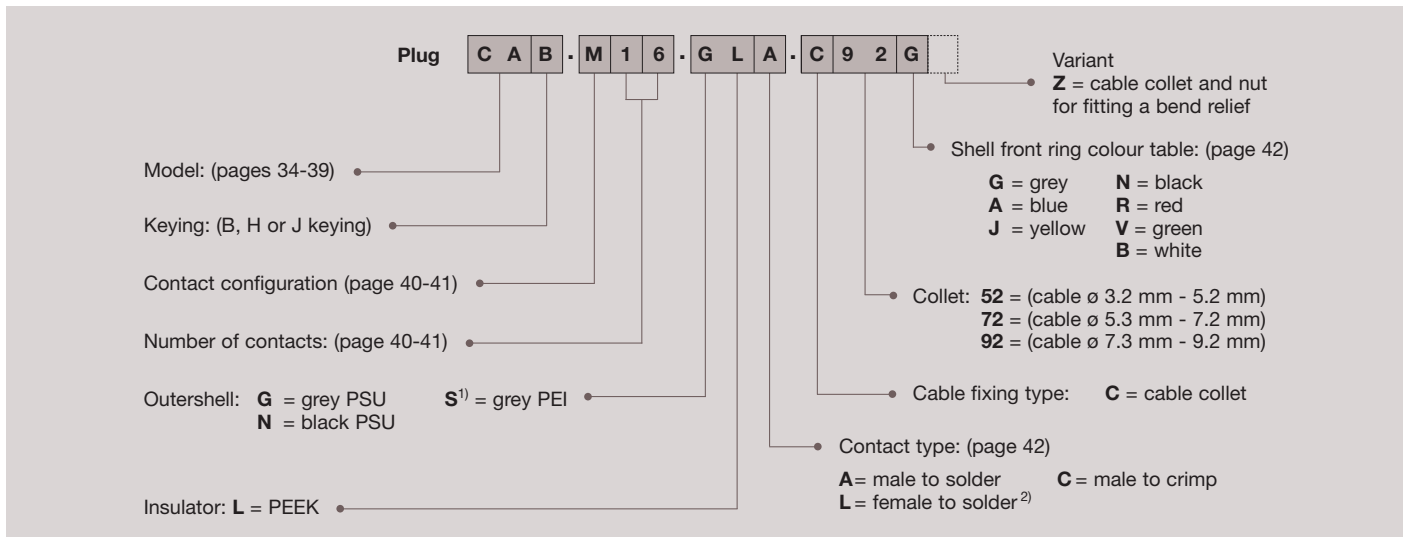 Plug CAB.M16.GLA.C92G
Variant
Z = cable collet and nut
for fitting a bend relief
Model: (pages 34-39)
Keying: (B, H or J keying)
Contact configuration (page 40-41)
Number of contacts: (page 40-41)
Outershell: G = grey PSU S1) = grey PEI
N = black PSU
Insulator: L = PEEK
Shell front ring colour table: (page 42)
G = grey N = black
A = blue R = red
J = yellow V = green
B = white
Collet: 52 = (cable ø 3.2 mm - 5.2 mm)
72 = (cable ø 5.3 mm - 7.2 mm)
92 = (cable ø 7.3 mm - 9.2 mm)
Cable fixing type: C = cable collet
Contact type: (page 42)
A= male to solder C = male to crimp
L = female to solder 2)